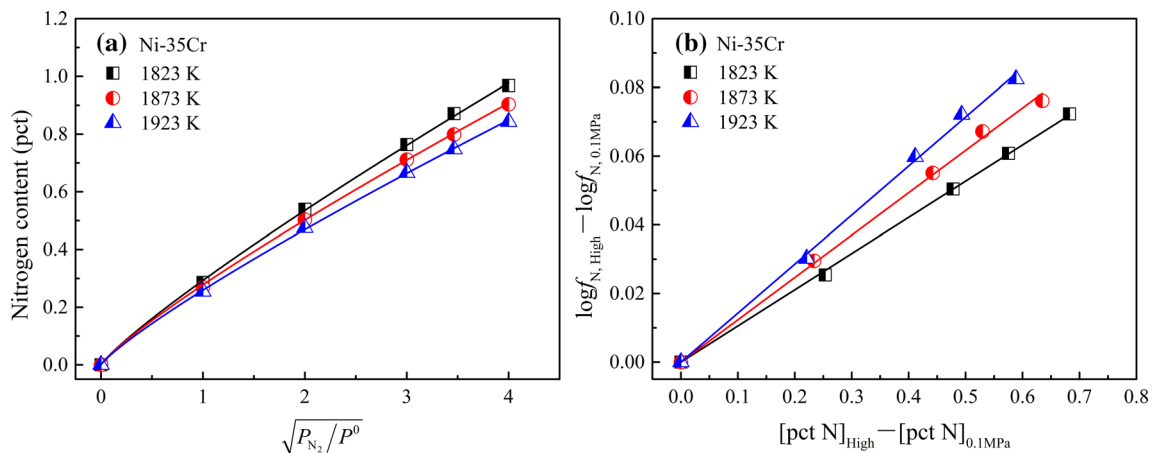 (a) Ni-35Cr
1823 K
1873 K
1923 K
Nitrogen content (pct)
1.2
1.0
0.8
0.6
0.4
0.2
0.0
0 1 2 3 4
√(P_N₂/P⁰)
(b) Ni-35Cr
1823 K
1873 K
1923 K
logf_N, High—logf_N, 0.1MPa
0.10
0.08
0.06
0.04
0.02
0.00
0.0 0.1 0.2 0.3 0.4 0.5 0.6 0.7 0.8
[pct N]_High—[pct N]_0.1MPa